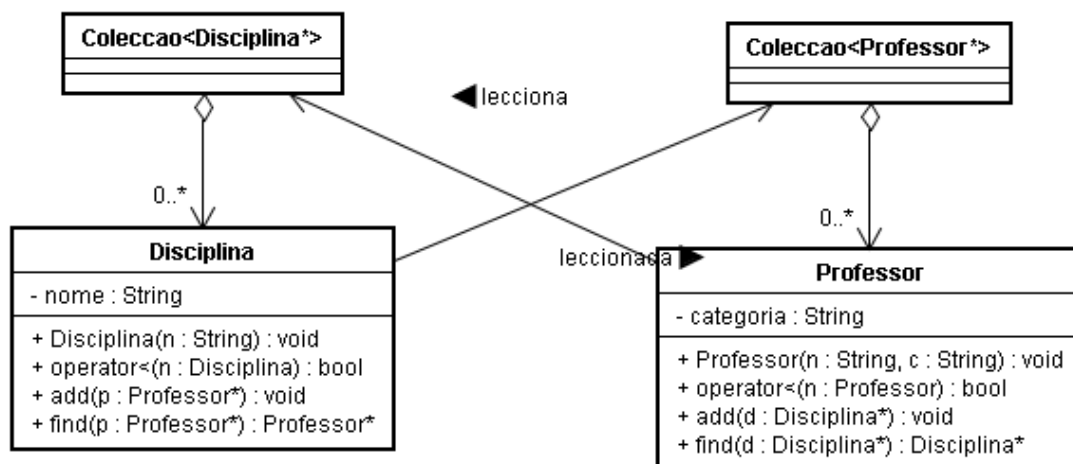 Coleccao<Disciplina*>
Coleccao<Professor*>
lecciona
0..*
0..*
leccionada
Disciplina
- nome : String
+ Disciplina(n : String) : void
+ operator<(n : Disciplina) : bool
+ add(p : Professor*) : void
+ find(p : Professor*) : Professor*
Professor
- categoria : String
+ Professor(n : String, c : String) : void
+ operator<(n : Professor) : bool
+ add(d : Disciplina*) : void
+ find(d : Disciplina*) : Disciplina*